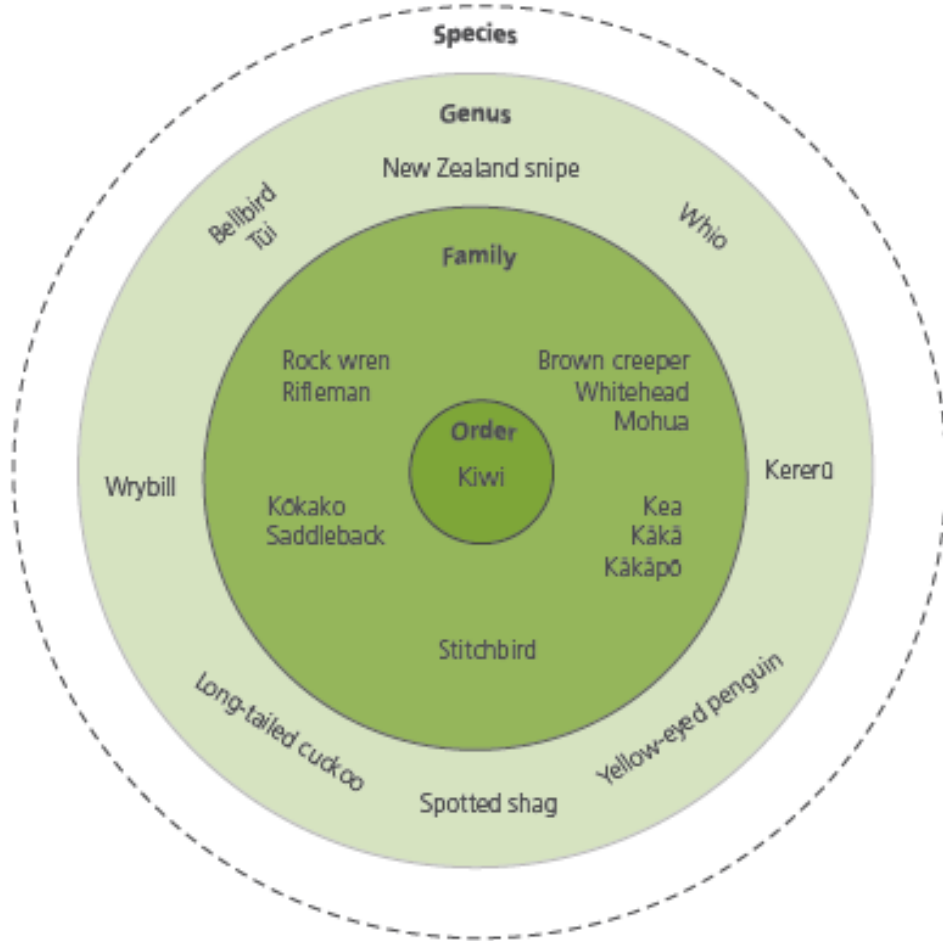 Species
Genus
New Zealand snipe
Bellbird
Tūi
Whio
Family
Rock wren
Rifleman
Brown creeper
Whitehead
Mohua
Order
Kiwi
Wrybill
Kererū
Kōkako
Saddleback
Kea
Kākā
Kākāpō
Stitchbird
Long-tailed cuckoo
Yellow-eyed penguin
Spotted shag